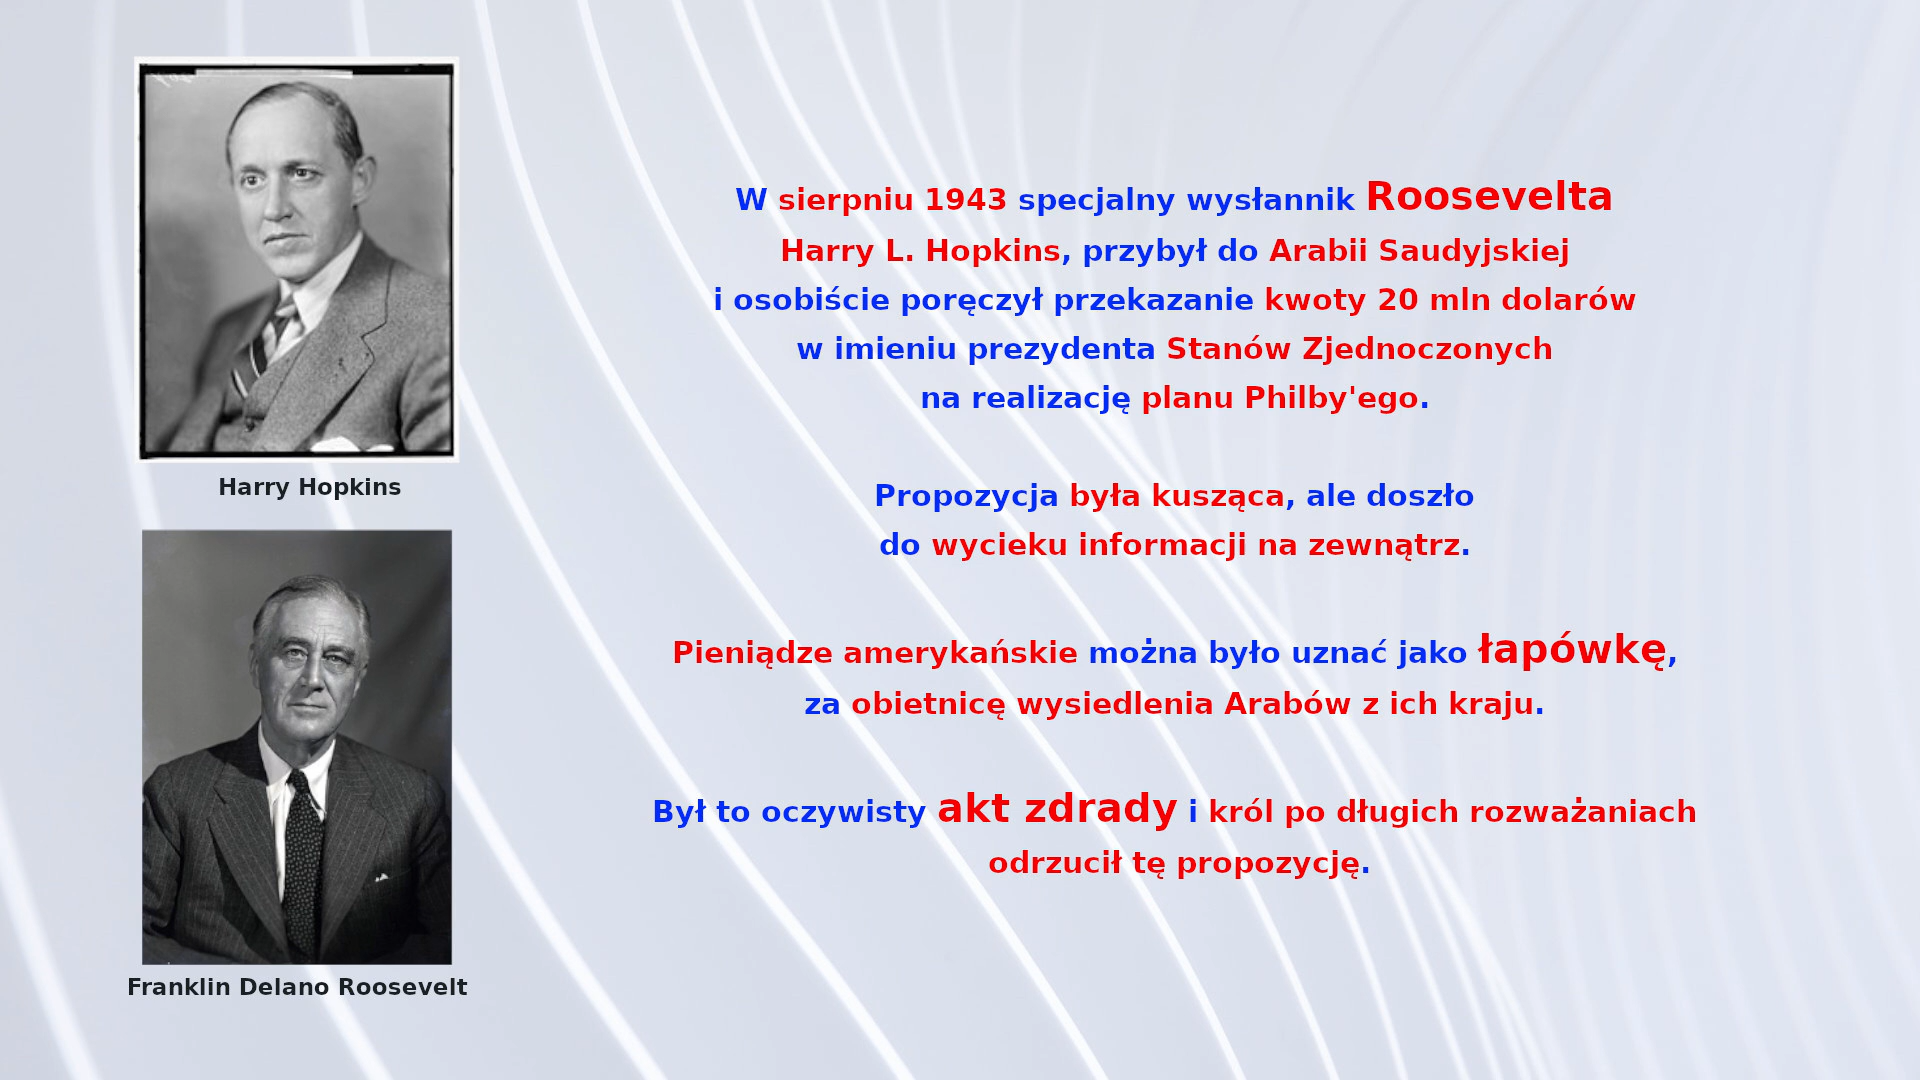 Harry Hopkins
Franklin Delano Roosevelt
W sierpniu 1943 specjalny wysłannik Roosevelta
Harry L. Hopkins, przybył do Arabii Saudyjskiej
i osobiście poręczył przekazanie kwoty 20 mln dolarów
w imieniu prezydenta Stanów Zjednoczonych
na realizację planu Philby'ego.
Propozycja była kusząca, ale doszło
do wycieku informacji na zewnątrz.
Pieniądze amerykańskie można było uznać jako łapówkę,
za obietnicę wysiedlenia Arabów z ich kraju.
Był to oczywisty akt zdrady i król po długich rozważaniach
odrzucił tę propozycję.